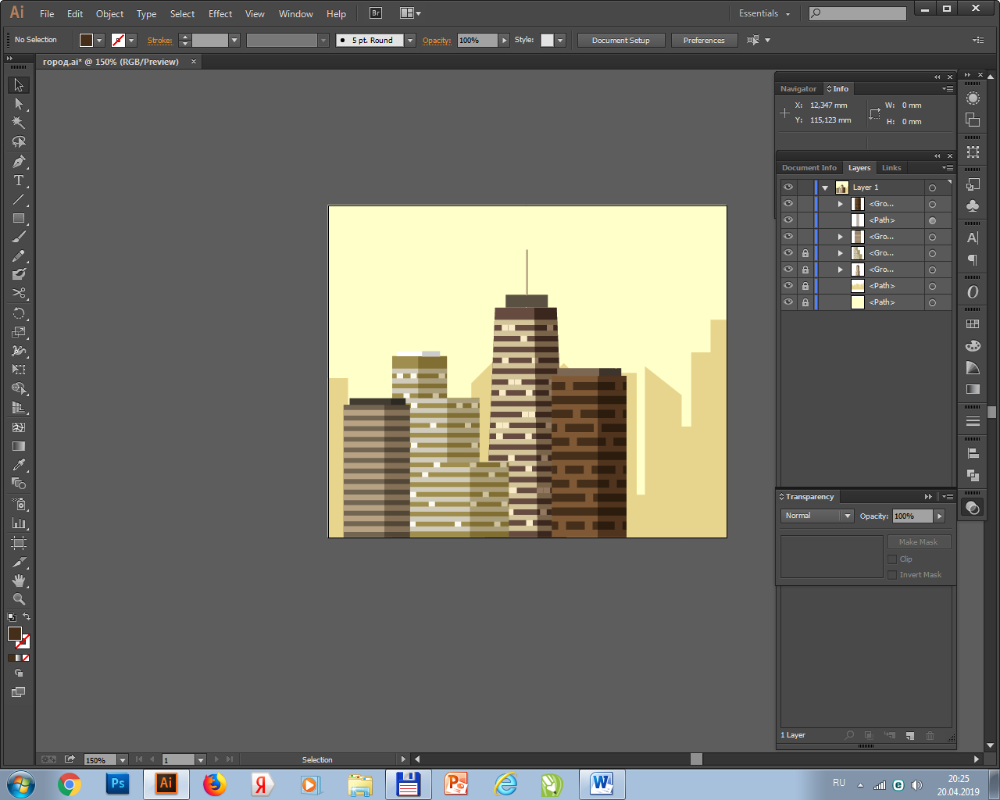 Ai File Edit Object Type Select Effect View Window Help Br Essentials
No Selection Stroke: 5 pt. Round Opacity: 100% Style: Document Setup Preferences
город.ai* @ 150% (RGB/Preview)
Navigator Info
X: 12,347 mm W: 0 mm
Y: 115,123 mm H: 0 mm
Document Info Layers Links
Layer 1
<Gro...
<Path>
<Gro...
<Gro...
<Gro...
<Path>
<Path>
Transparency
Normal Opacity: 100%
Make Mask
Clip
Invert Mask
1 Layer
150% 1 Selection
Ps Ai Я P W RU 20:25
20.04.2019